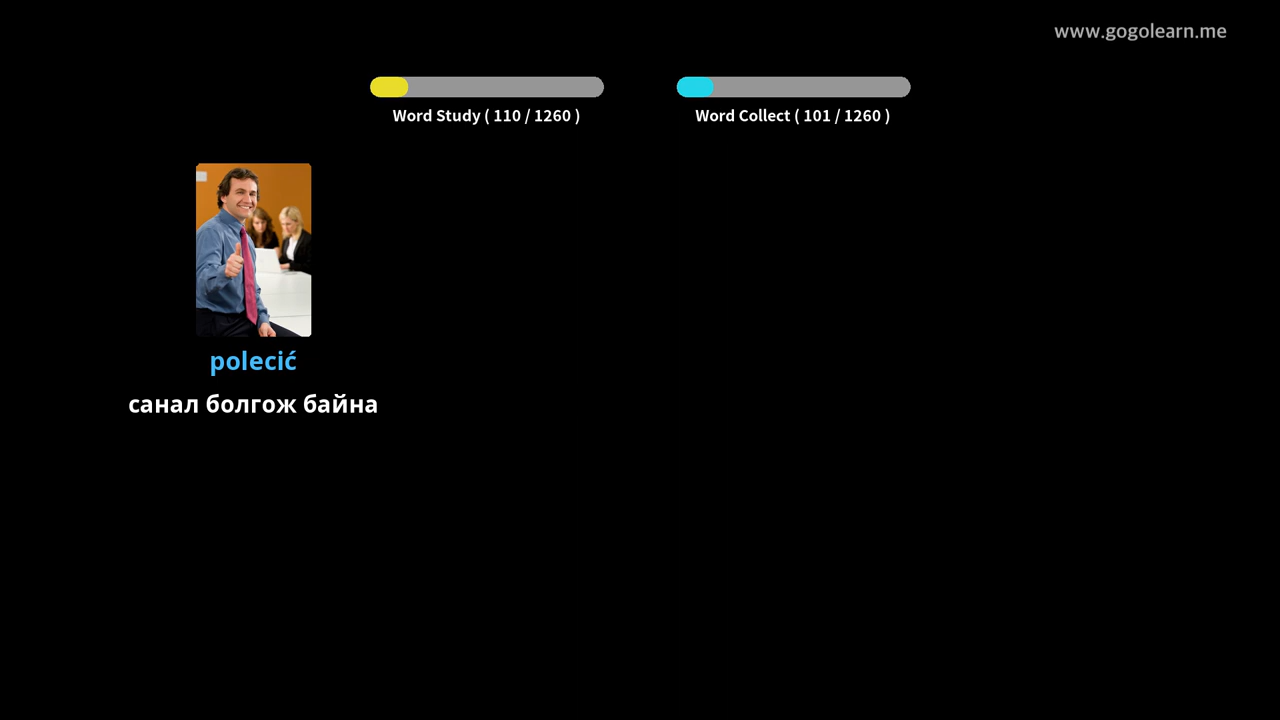 www.gogolearn.me
Word Study ( 110 / 1260 )
Word Collect ( 101 / 1260 )
polecić
санал болгож байна